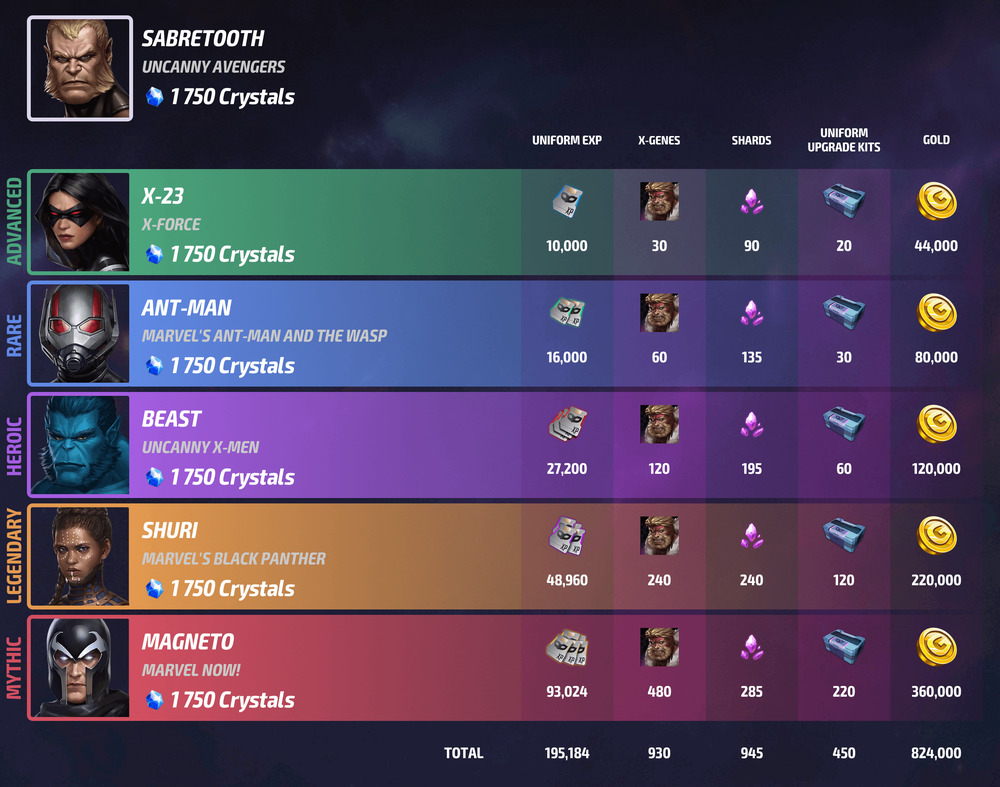 SABRETOOTH
UNCANNY AVENGERS
1 750 Crystals
UNIFORM EXP X-GENES SHARDS UNIFORM UPGRADE KITS GOLD
ADVANCED
X-23
X-FORCE
1 750 Crystals
10,000 30 90 20 44,000
RARE
ANT-MAN
MARVEL'S ANT-MAN AND THE WASP
1 750 Crystals
16,000 60 135 30 80,000
HEROIC
BEAST
UNCANNY X-MEN
1 750 Crystals
27,200 120 195 60 120,000
LEGENDARY
SHURI
MARVEL'S BLACK PANTHER
1 750 Crystals
48,960 240 240 120 220,000
MYTHIC
MAGNETO
MARVEL NOW!
1 750 Crystals
93,024 480 285 220 360,000
TOTAL 195,184 930 945 450 824,000